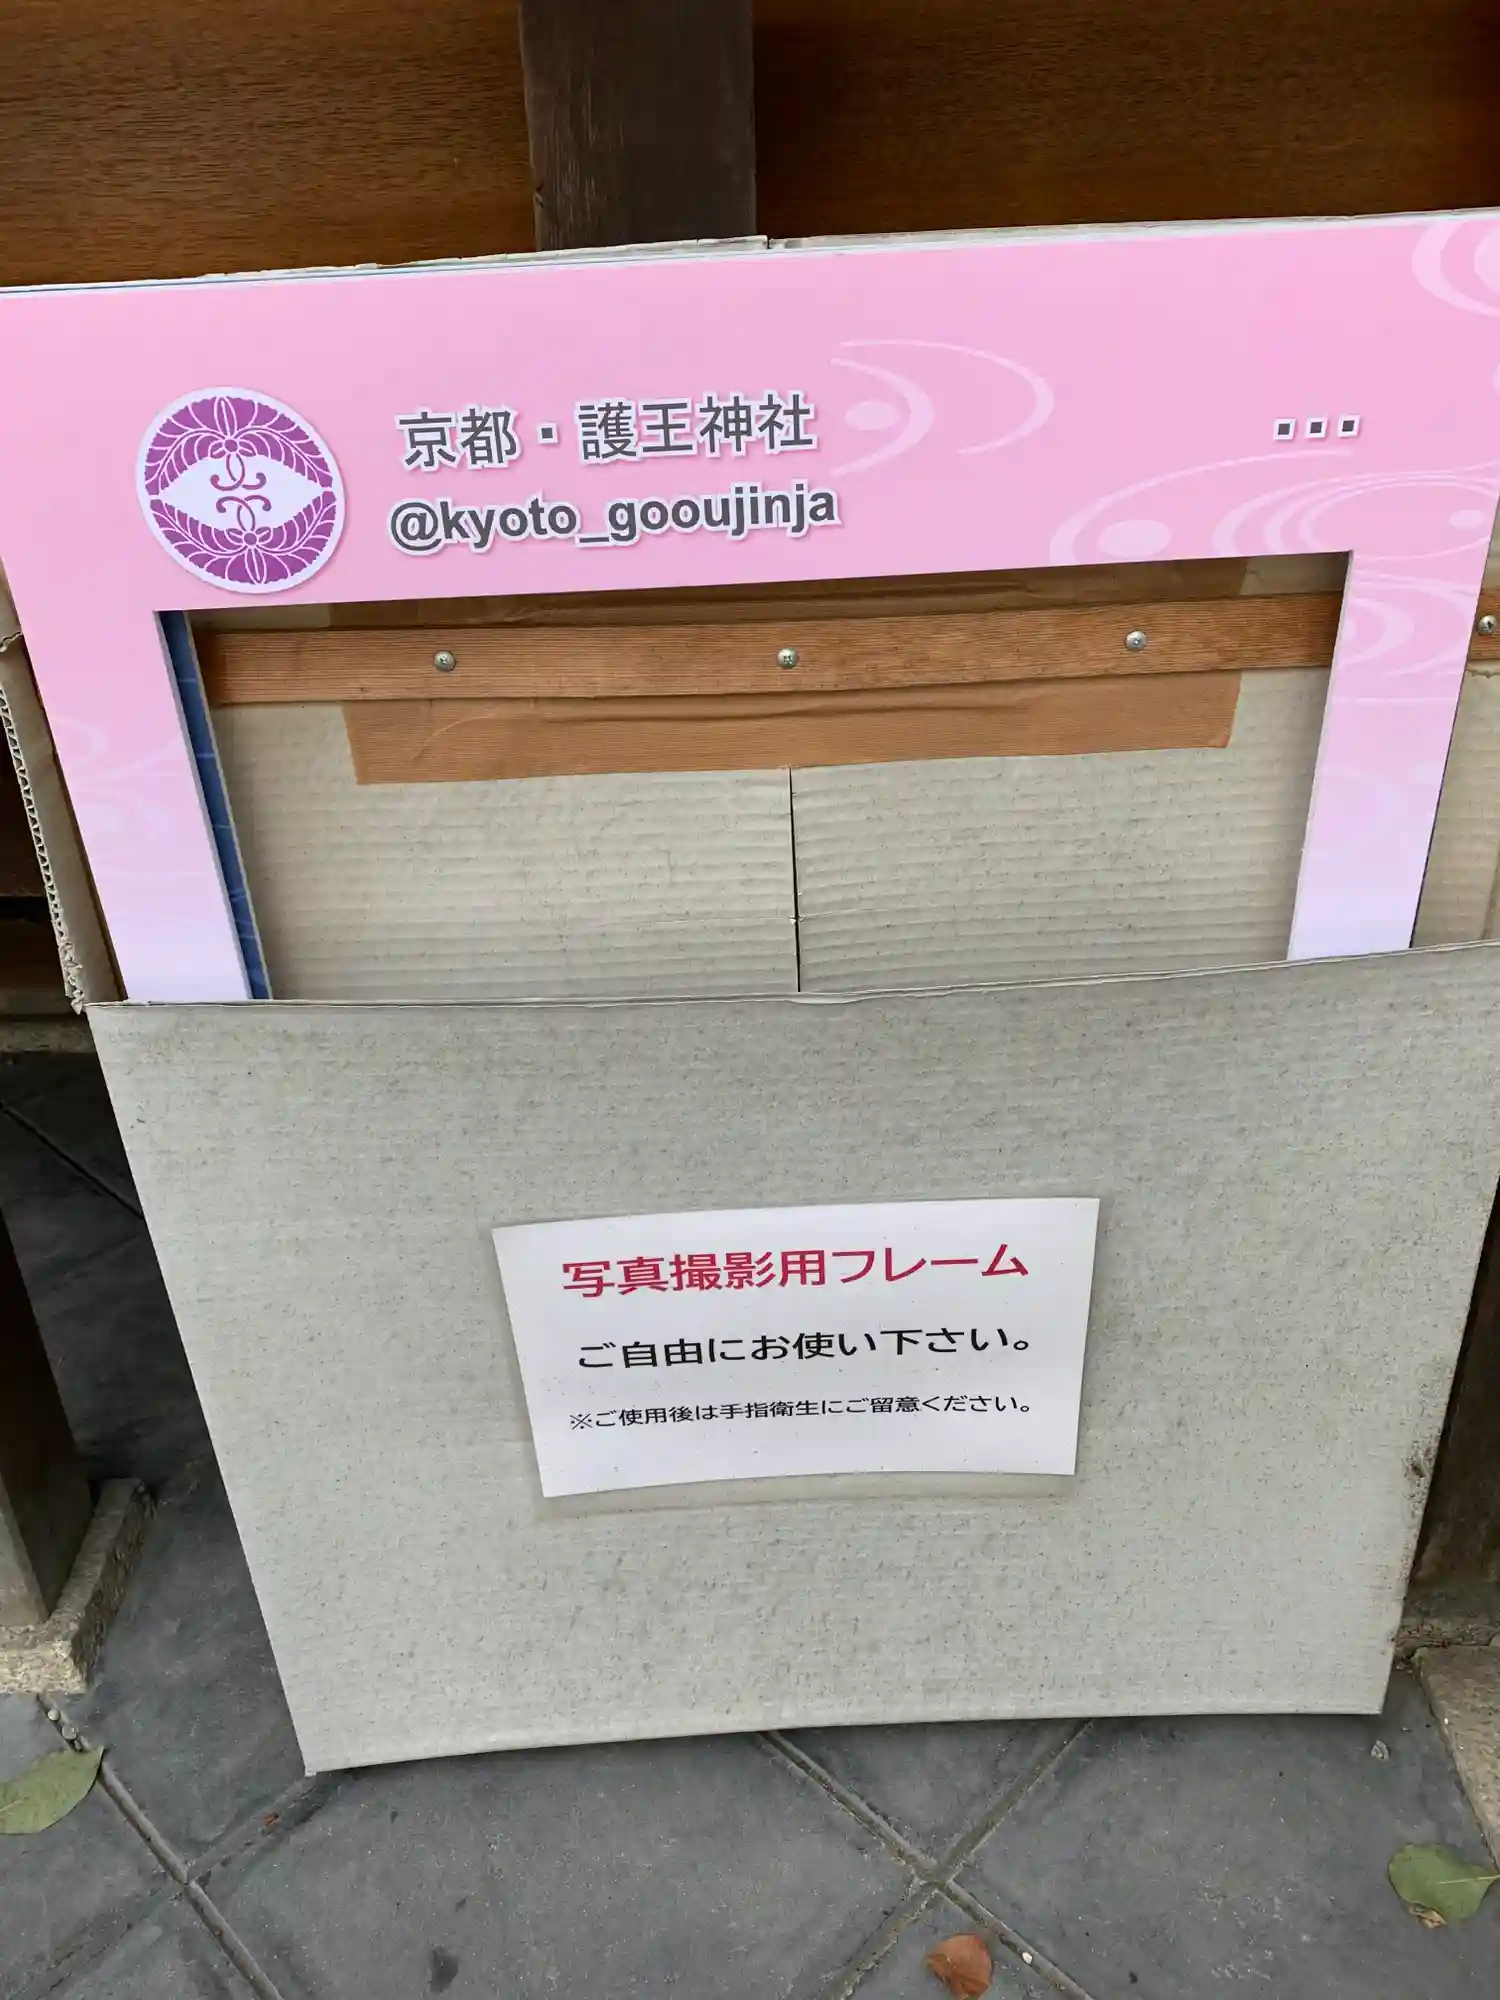 京都・護王神社
@kyoto_gooujinja
写真撮影用フレーム
ご自由にお使い下さい。
※ご使用後は手指衛生にご留意ください。